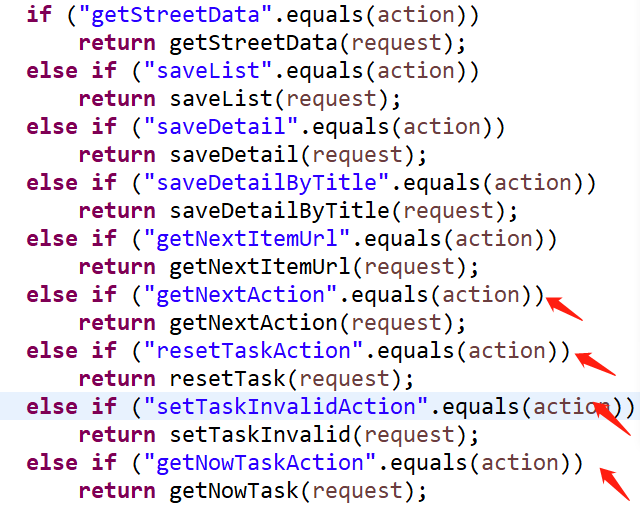 if ("getStreetData".equals(action))
return getStreetData(request);
else if ("saveList".equals(action))
return saveList(request);
else if ("saveDetail".equals(action))
return saveDetail(request);
else if ("saveDetailByTitle".equals(action))
return saveDetailByTitle(request);
else if ("getNextItemUrl".equals(action))
return getNextItemUrl(request);
else if ("getNextAction".equals(action))
return getNextAction(request);
else if ("resetTaskAction".equals(action))
return resetTask(request);
else if ("setTaskInvalidAction".equals(action))
return setTaskInvalid(request);
else if ("getNowTaskAction".equals(action))
return getNowTask(request);